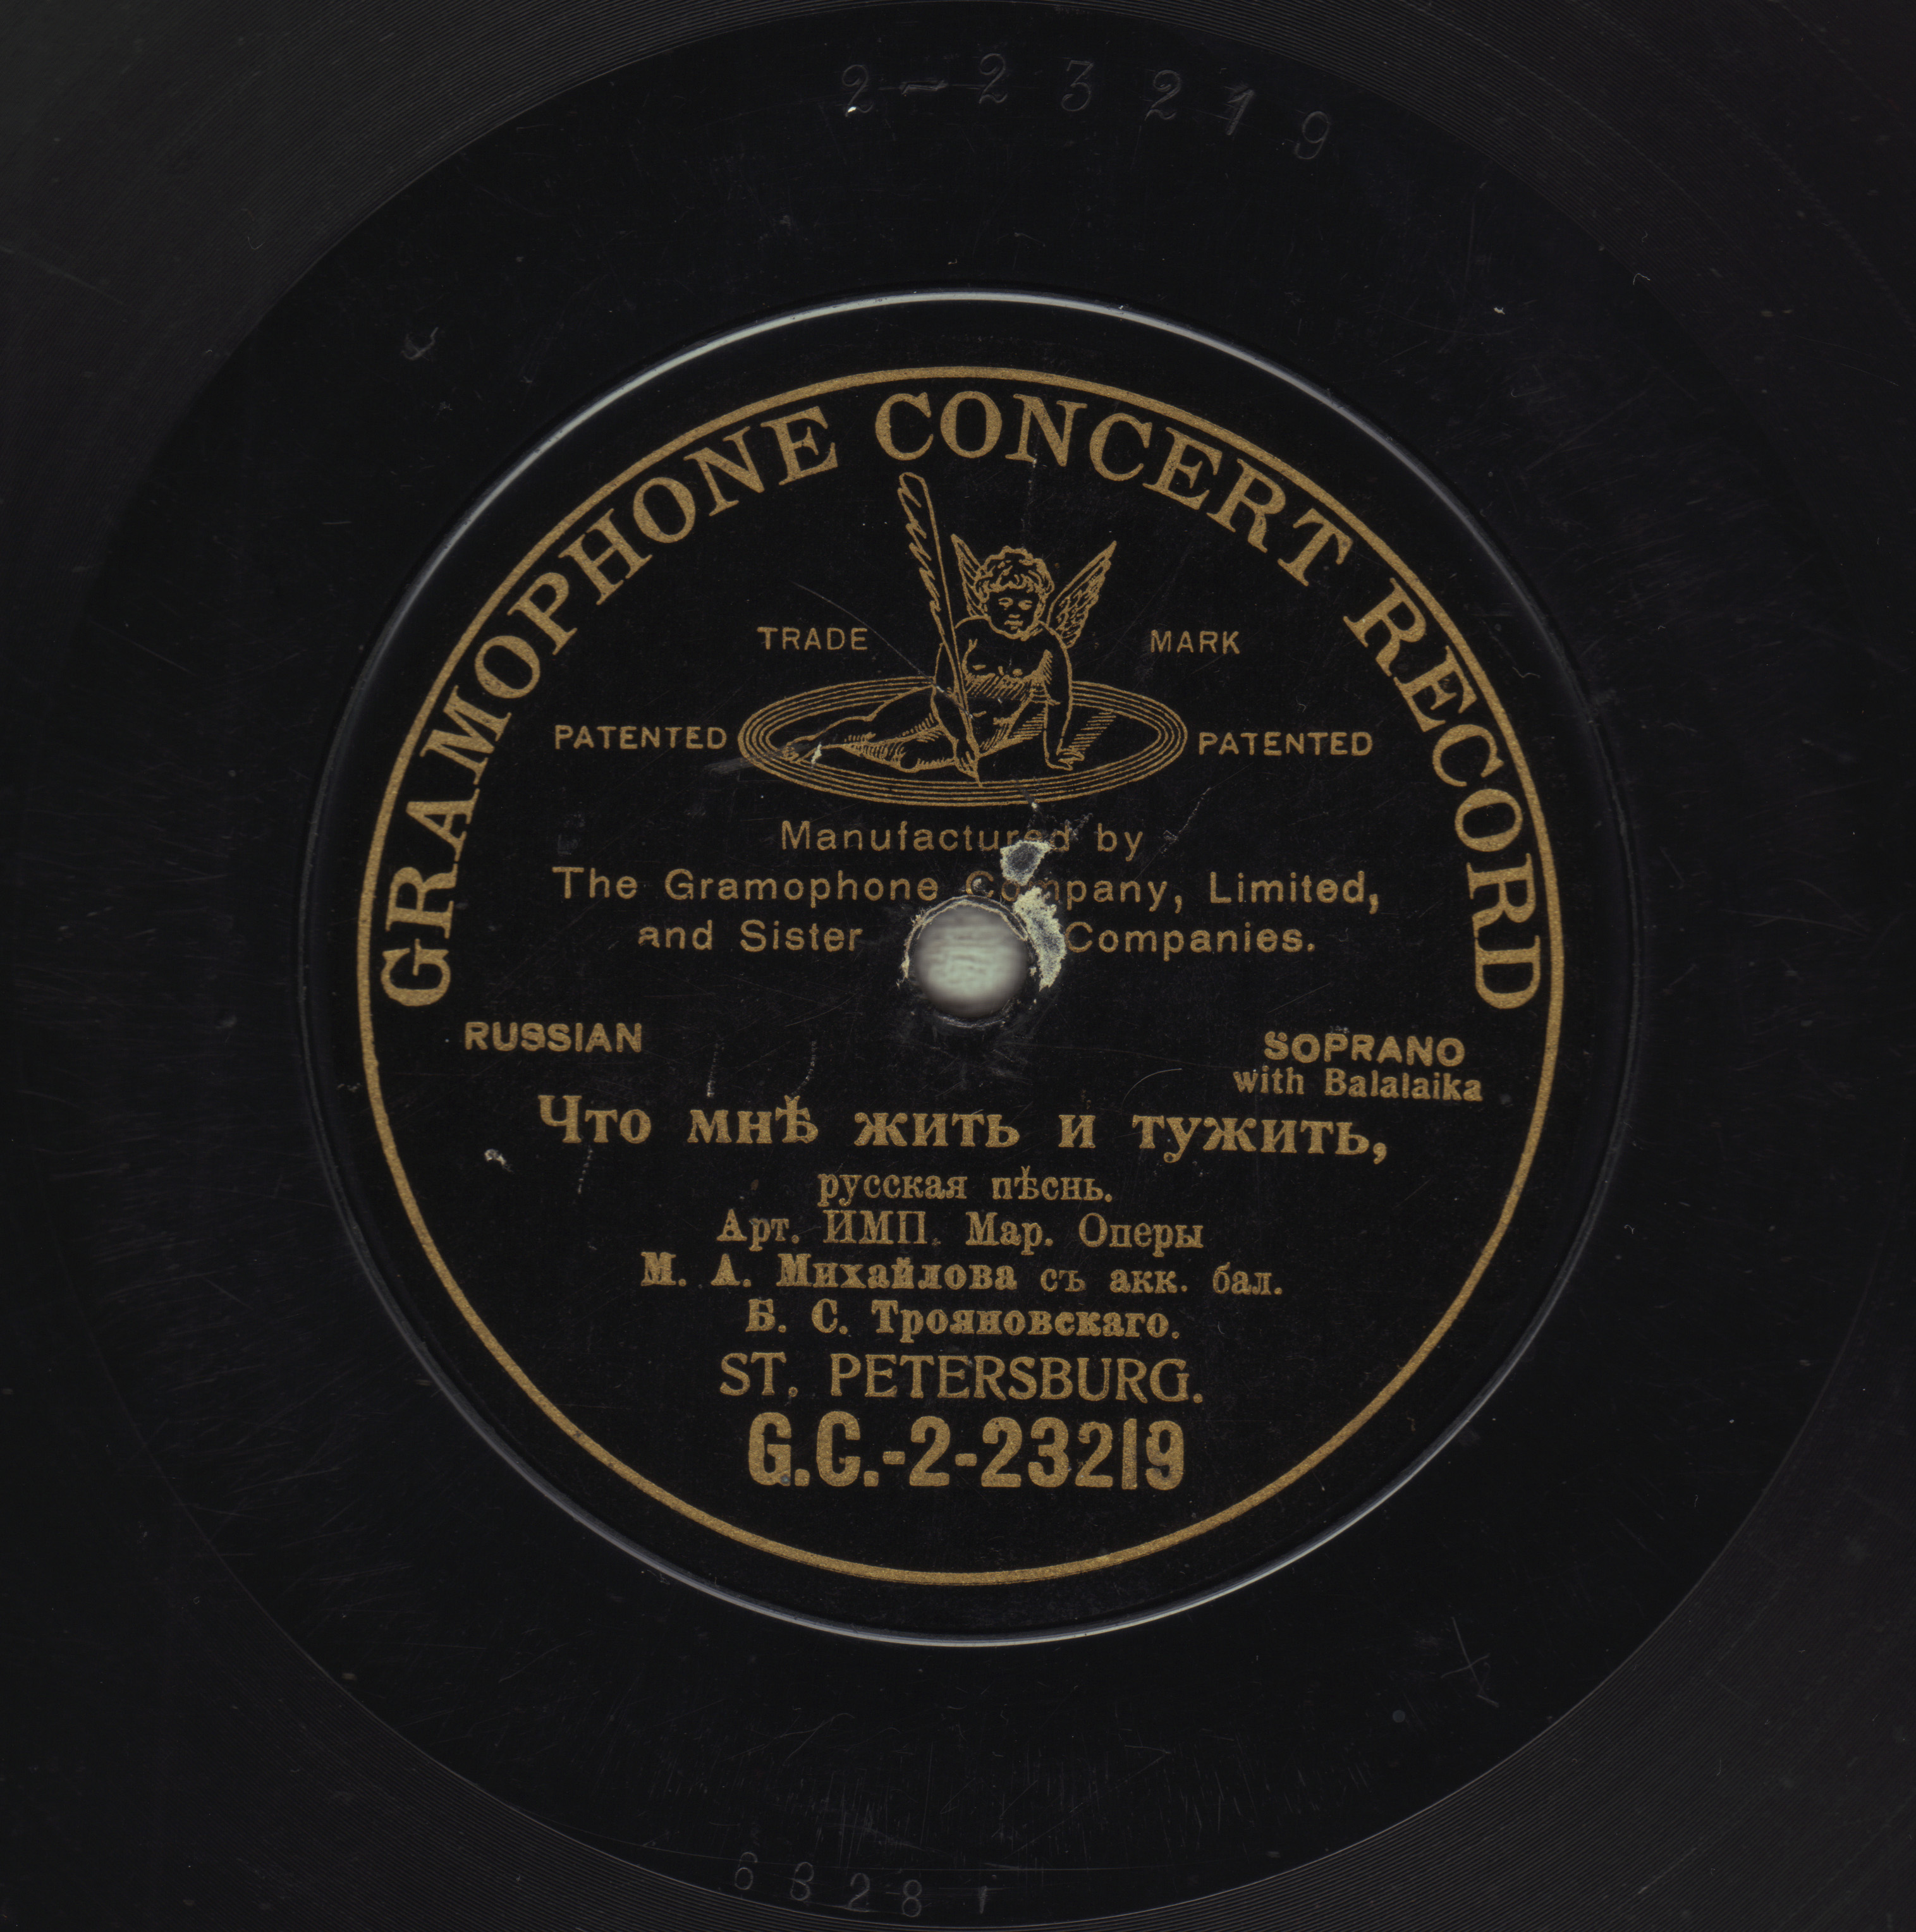 2-23219
GRAMOPHONE CONCERT RECORD
TRADE MARK
PATENTED PATENTED
Manufactured by
The Gramophone Company, Limited,
and Sister Companies.
RUSSIAN
SOPRANO
with Balalaika
Что мнѣ жить и тужить,
русская пѣснь.
Арт. ИМП. Мар. Оперы
М. А. Михайлова съ акк. бал.
Б. С. Трояновскаго.
ST. PETERSBURG.
G.C.-2-23219